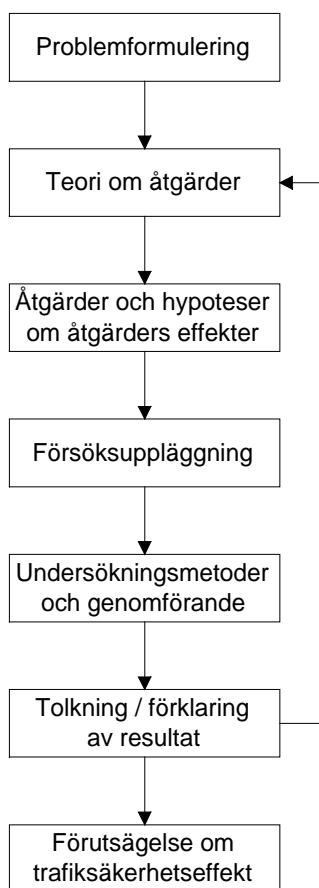 Problemformulering
Teori om åtgärder
Åtgärder och hypoteser
om åtgärders effekter
Försöksuppläggning
Undersökningsmetoder
och genomförande
Tolkning / förklaring
av resultat
Förutsägelse om
trafiksäkerhetseffekt